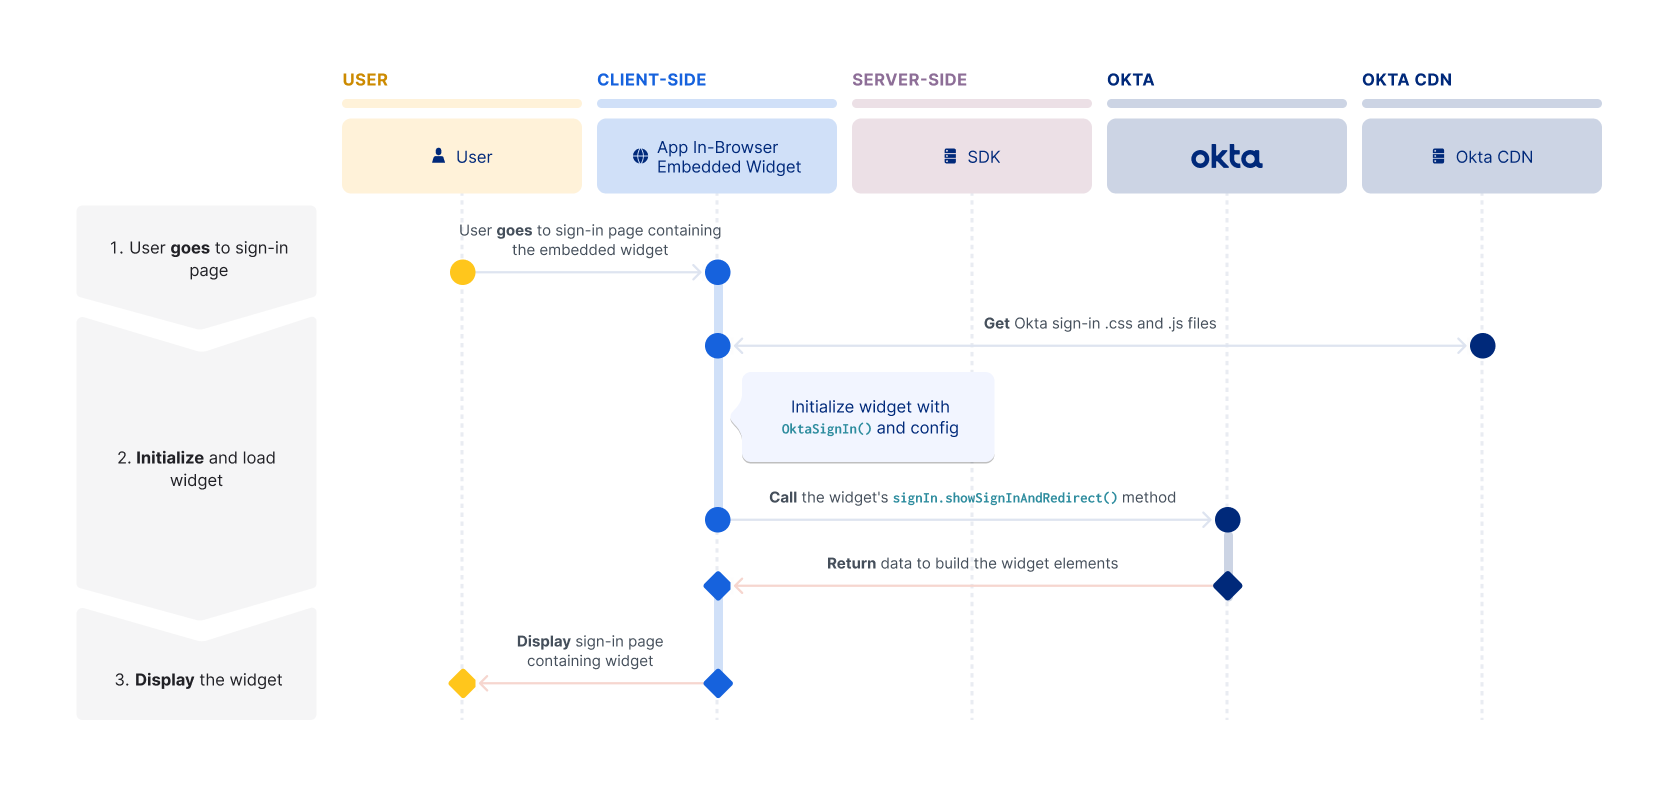 USER
CLIENT-SIDE
SERVER-SIDE
OKTA
OKTA CDN
User
App In-Browser
Embedded Widget
SDK
okta
Okta CDN
1. User goes to sign-in
page
User goes to sign-in page containing
the embedded widget
Get Okta sign-in .css and .js files
2. Initialize and load
widget
Initialize widget with
OktaSignIn() and config
Call the widget's signIn.showSignInAndRedirect() method
Return data to build the widget elements
3. Display the widget
Display sign-in page
containing widget